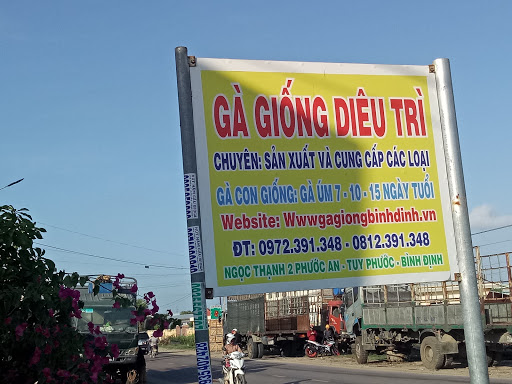 GÀ GIỐNG DIÊU TRÌ
CHUYÊN: SẢN XUẤT VÀ CUNG CẤP CÁC LOẠI
GÀ CON GIỐNG: GÀ ÚM 7 - 10 - 15 NGÀY TUỔI
Website: Wwwgagiongbinhdinh.vn
ĐT: 0972.391.348 - 0812.391.348
NGỌC THẠNH 2 PHƯỚC AN - TUY PHƯỚC - BÌNH ĐỊNH